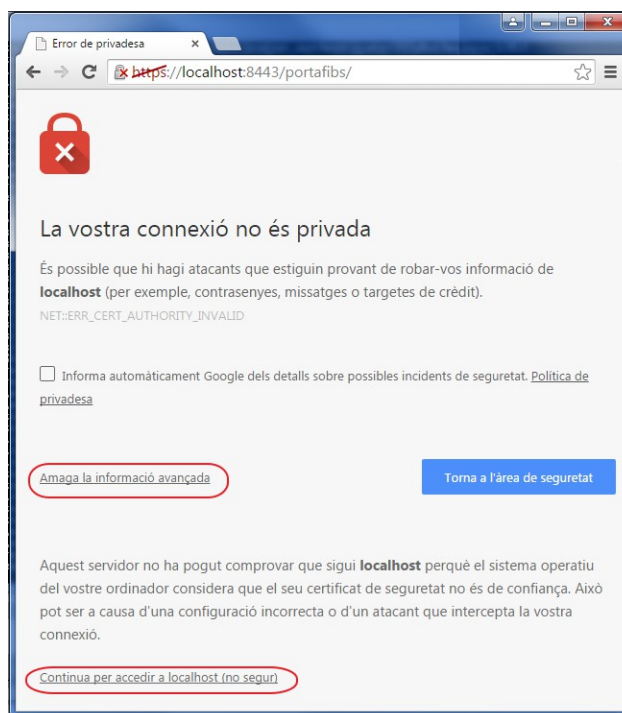 Error de privadesa
https://localhost:8443/portafibs/
La vostra connexió no és privada
És possible que hi hagi atacants que estiguin provant de robar-vos informació de
localhost (per exemple, contrasenyes, missatges o targetes de crèdit).
NET::ERR_CERT_AUTHORITY_INVALID
Informa automàticament Google dels detalls sobre possibles incidents de seguretat. Política de
privadesa
Amaga la informació avançada
Torna a l'àrea de seguretat
Aquest servidor no ha pogut comprovar que sigui localhost perquè el sistema operatiu
del vostre ordinador considera que el seu certificat de seguretat no és de confiança. Això
pot ser a causa d'una configuració incorrecta o d'un atacant que intercepta la vostra
connexió.
Continua per accedir a localhost (no segur)